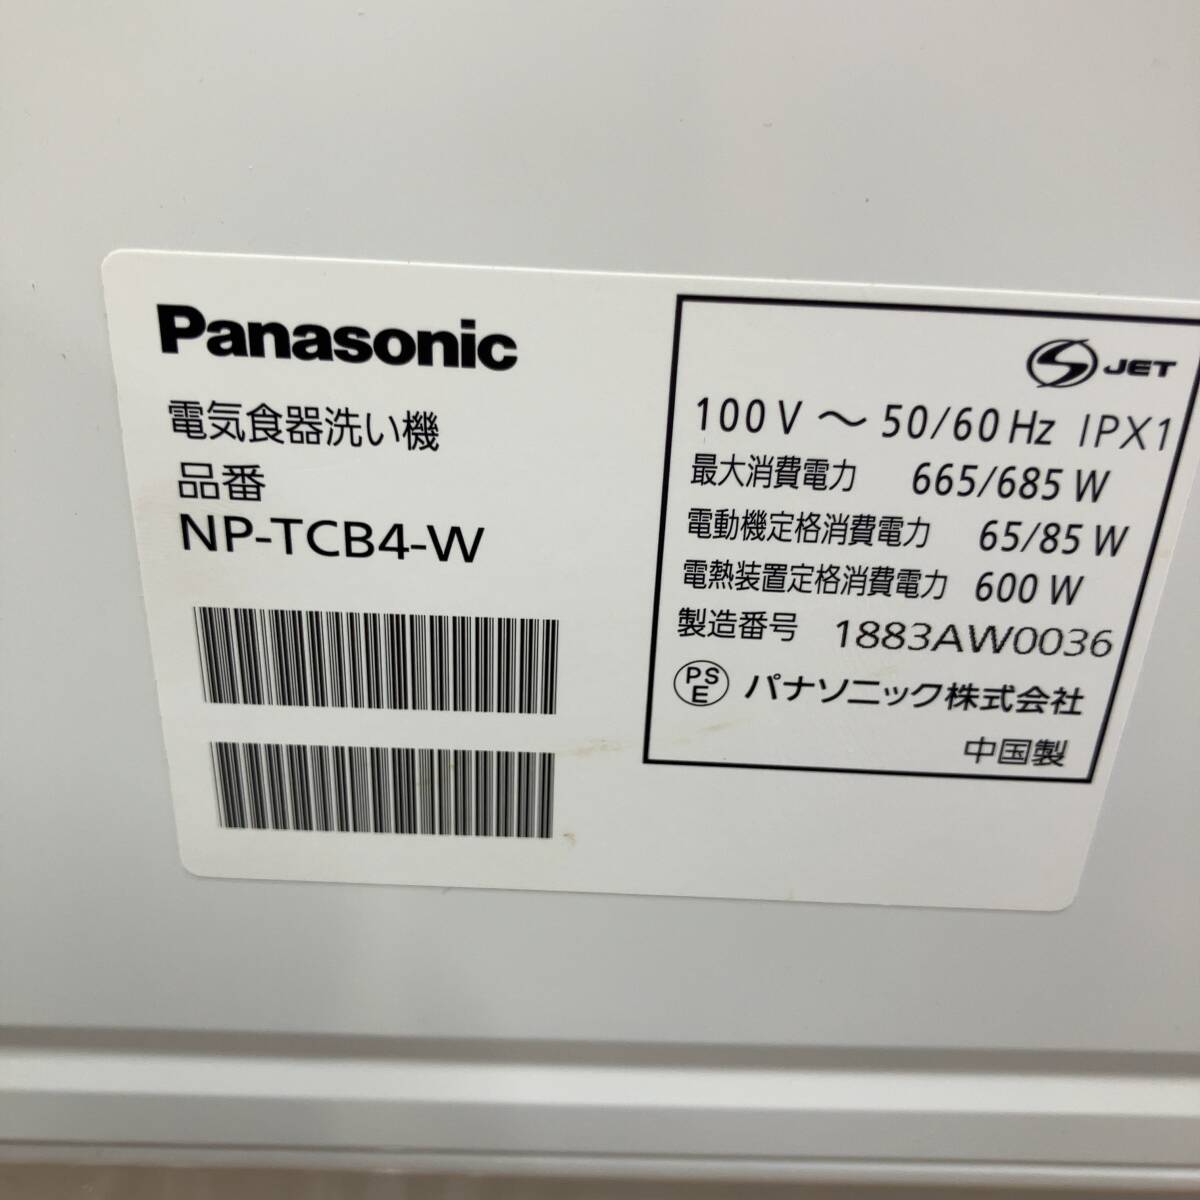 Panasonic
電気食器洗い機
品番
NP-TCB4-W
JET
100V ～ 50/60Hz IPX1
最大消費電力 665/685W
電動機定格消費電力 65/85W
電熱装置定格消費電力 600W
製造番号 1883AW0036
PSE パナソニック株式会社
中国製